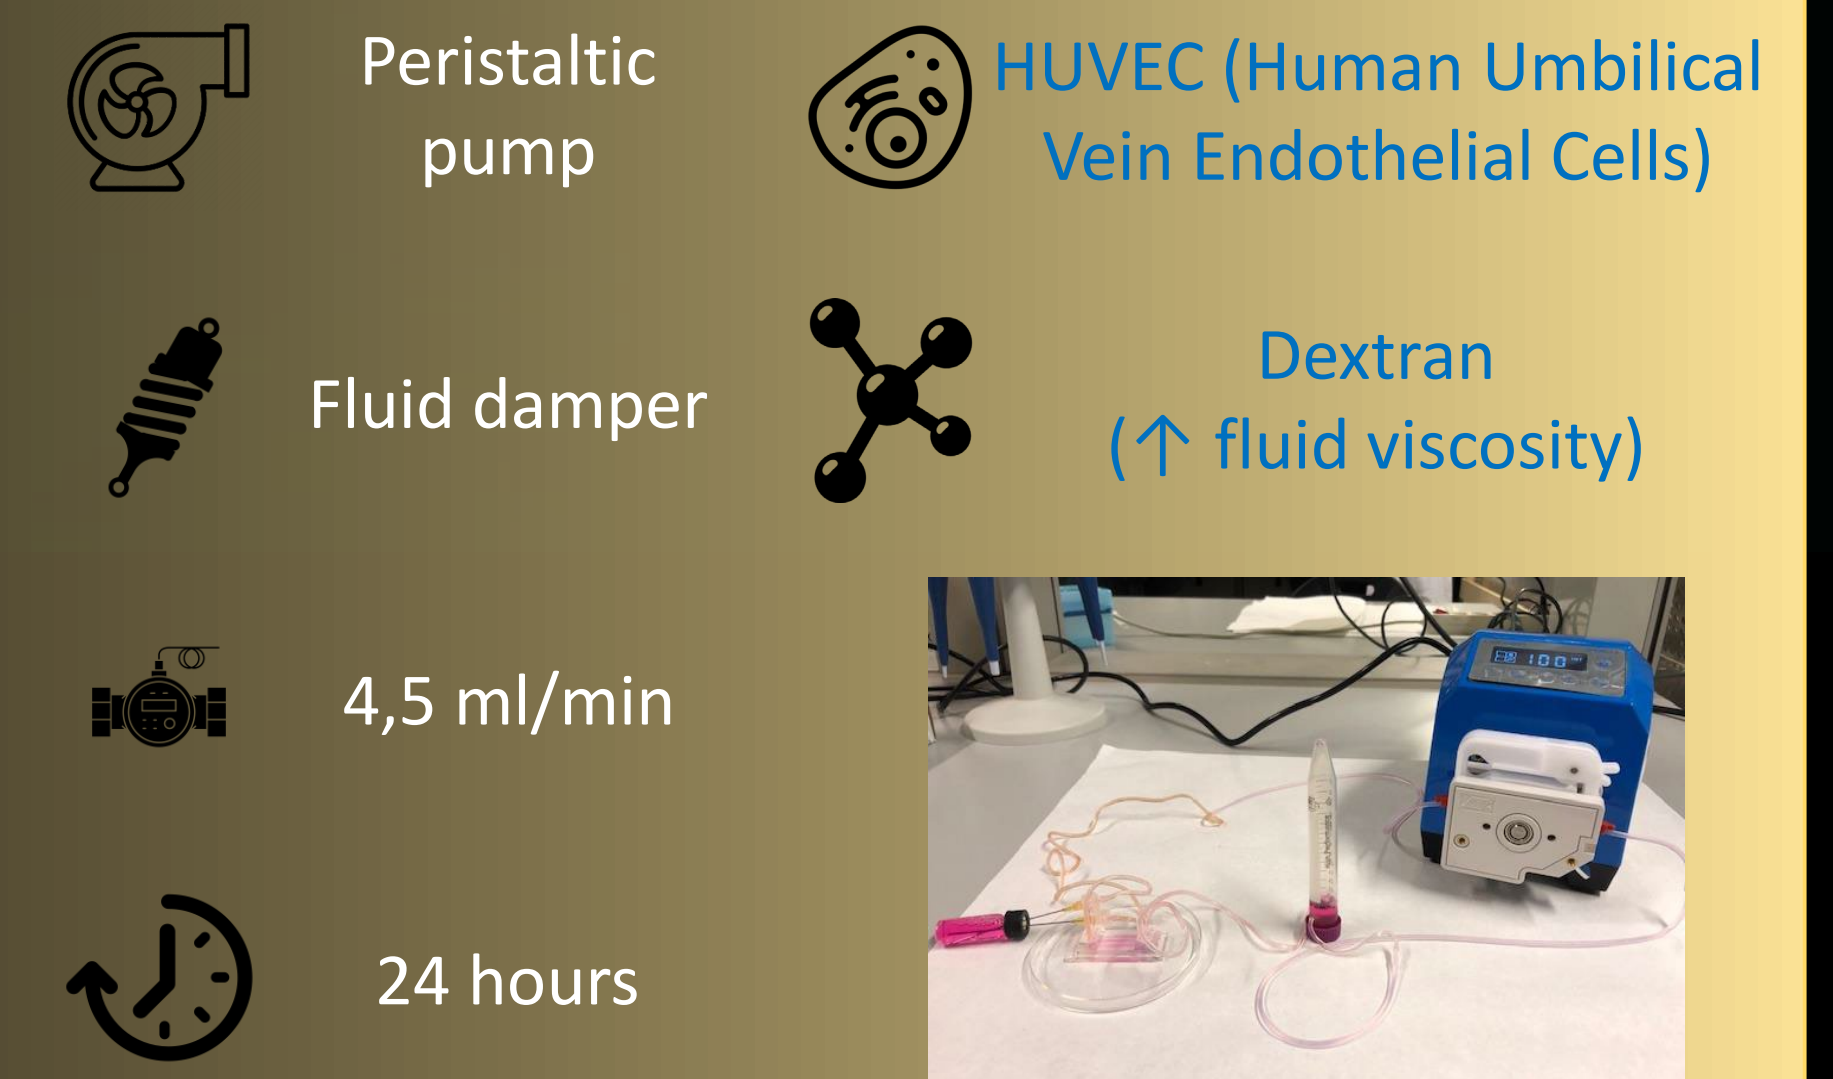 Peristaltic
pump
HUVEC (Human Umbilical
Vein Endothelial Cells)
Fluid damper
Dextran
(↑ fluid viscosity)
4,5 ml/min
24 hours
100